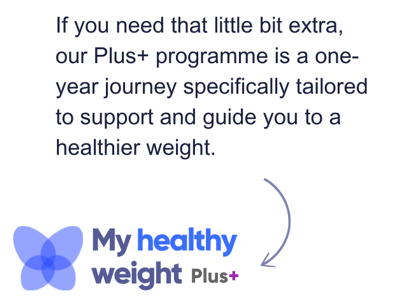 If you need that little bit extra,
our Plus+ programme is a one-
year journey specifically tailored
to support and guide you to a
healthier weight.
My healthy
weight Plus+